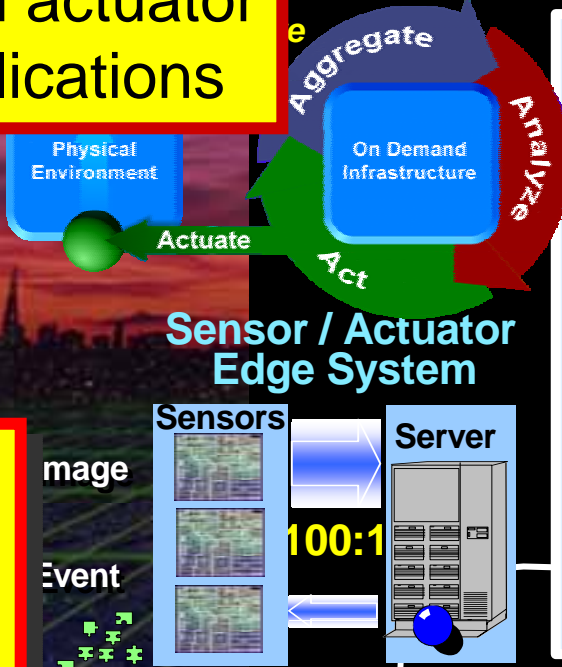 actuator
lications
e
Aggregate
Physical
Environment
On Demand
Infrastructure
Analyze
Actuate
Act
Sensor / Actuator
Edge System
Sensors
Server
mage
100:1
Event